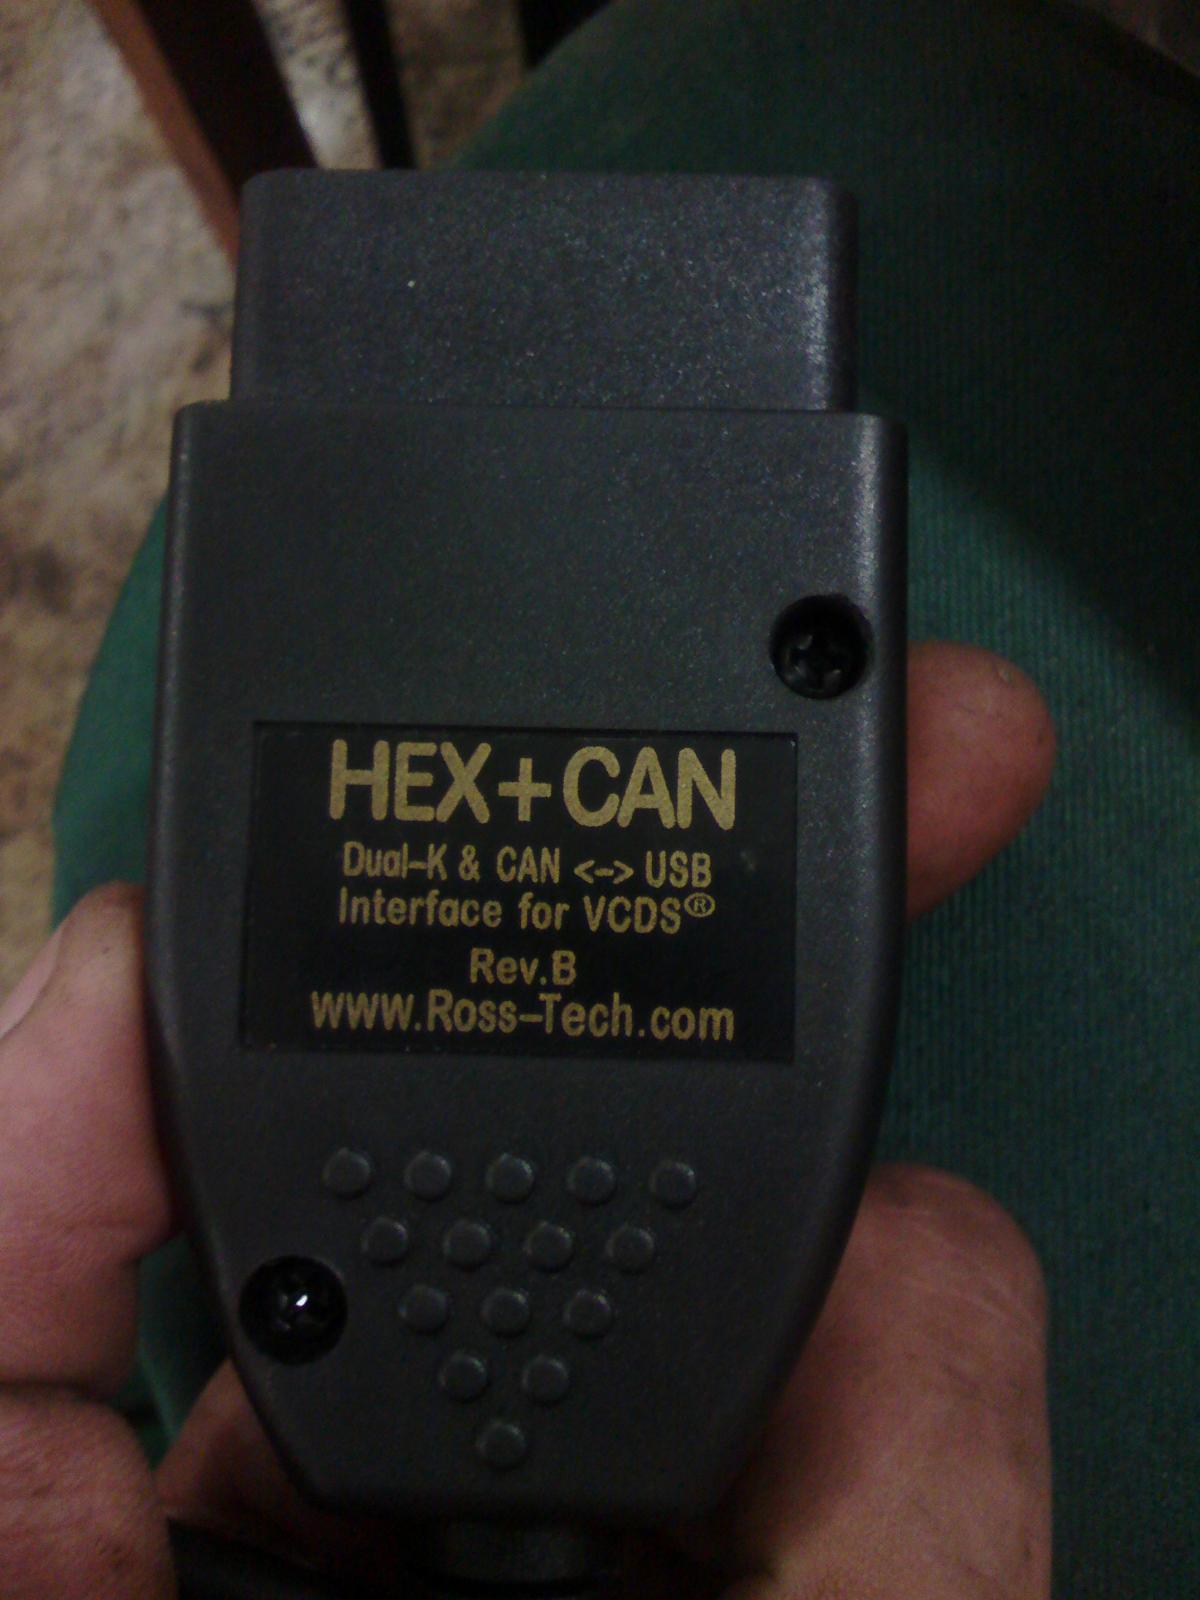 HEX+CAN
Dual-K & CAN <-> USB
Interface for VCDS®
Rev.B
www.Ross-Tech.com